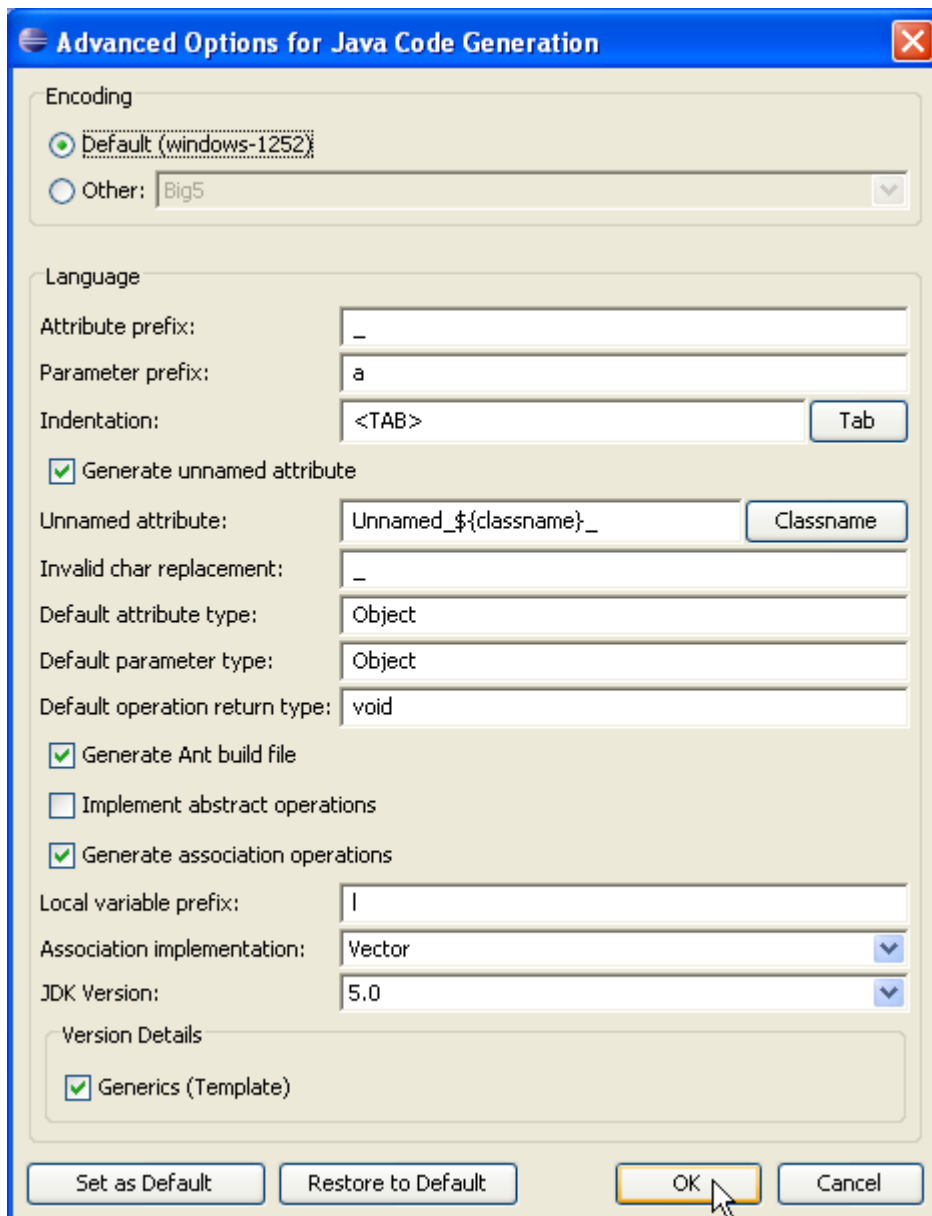 Advanced Options for Java Code Generation
Encoding
Default (windows-1252)
Other: Big5
Language
Attribute prefix: _
Parameter prefix: a
Indentation: <TAB> Tab
Generate unnamed attribute
Unnamed attribute: Unnamed_${classname}_ Classname
Invalid char replacement: _
Default attribute type: Object
Default parameter type: Object
Default operation return type: void
Generate Ant build file
Implement abstract operations
Generate association operations
Local variable prefix: l
Association implementation: Vector
JDK Version: 5.0
Version Details
Generics (Template)
Set as Default Restore to Default OK Cancel